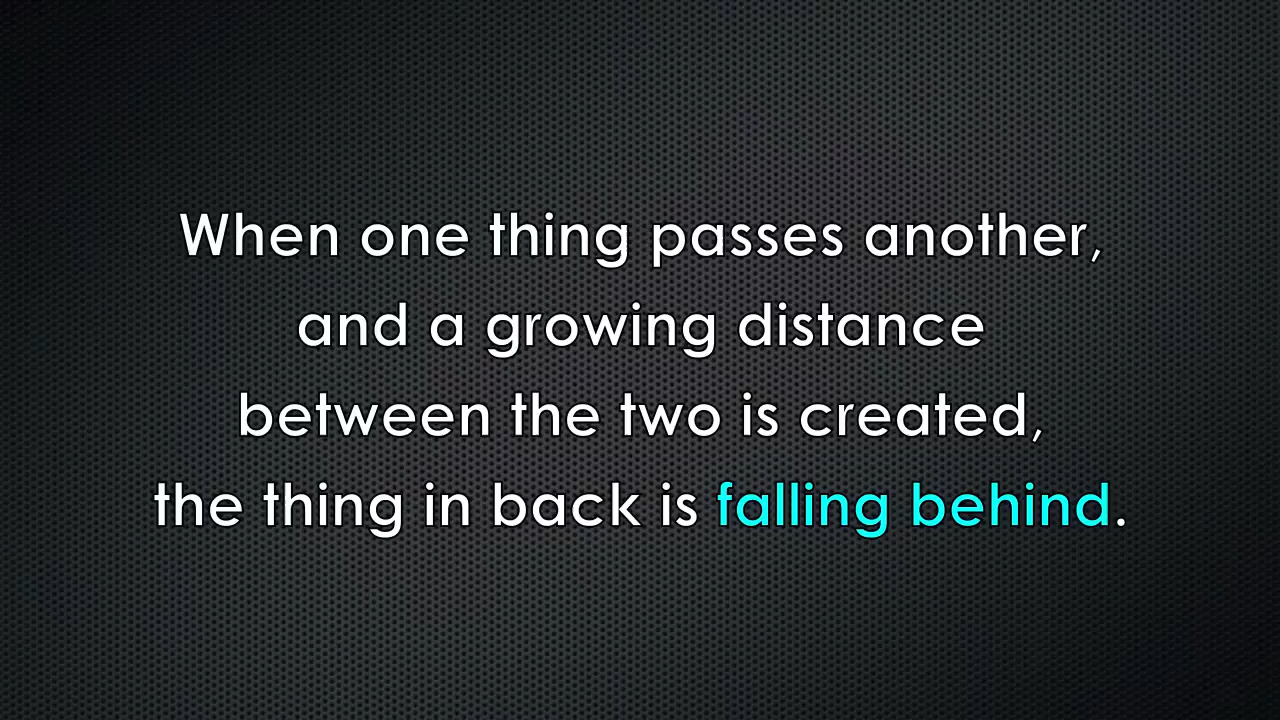 When one thing passes another,
and a growing distance
between the two is created,
the thing in back is falling behind.